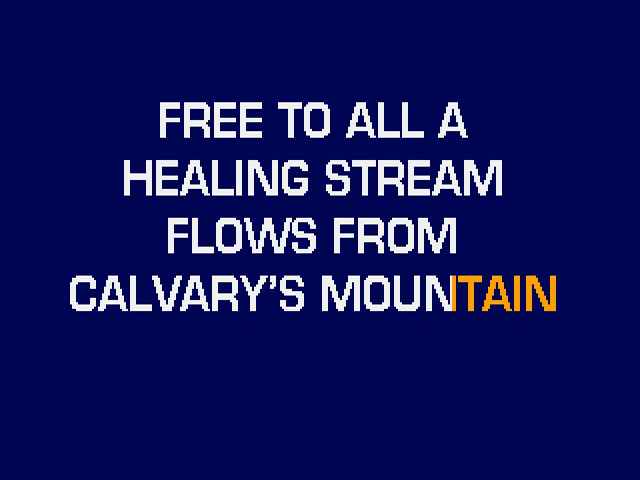 FREE TO ALL A
HEALING STREAM
FLOWS FROM
CALVARY'S MOUNTAIN